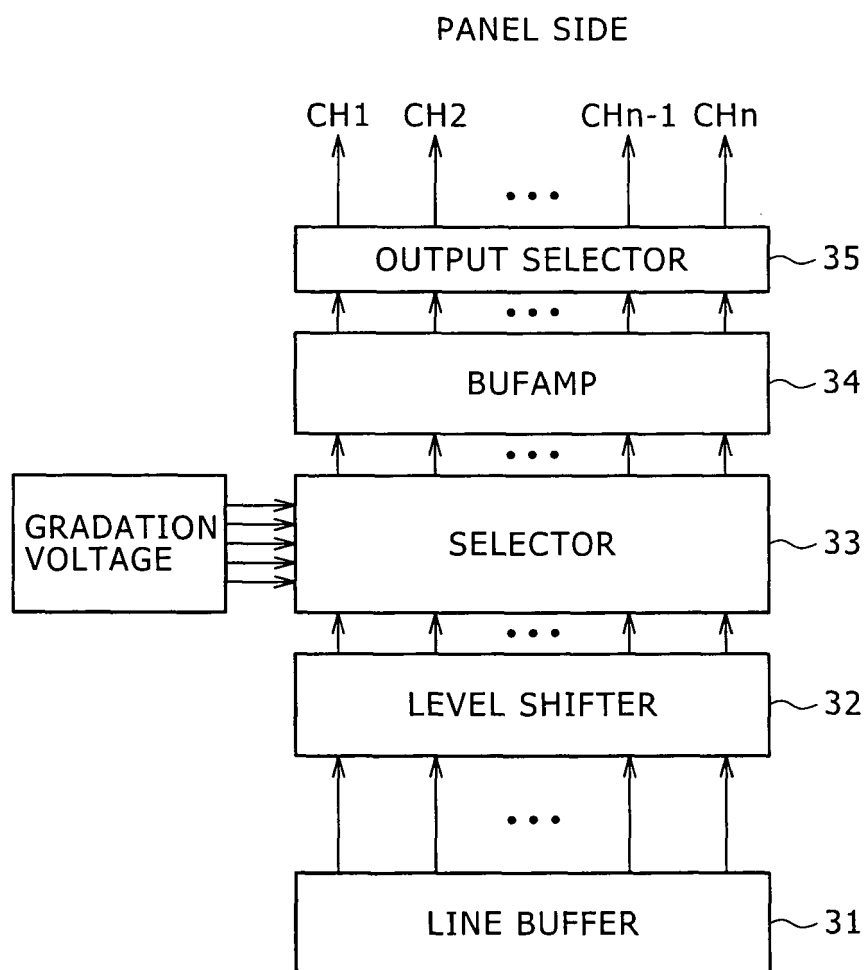 PANEL SIDE
CH1 CH2 CHn-1 CHn
OUTPUT SELECTOR 35
BUFAMP 34
GRADATION
VOLTAGE
SELECTOR 33
LEVEL SHIFTER 32
LINE BUFFER 31